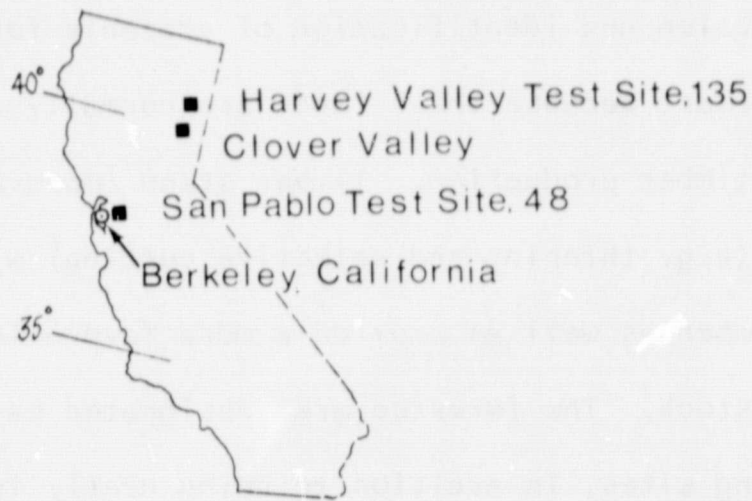 40°
Harvey Valley Test Site.135
Clover Valley
San Pablo Test Site. 48
Berkeley California
35°